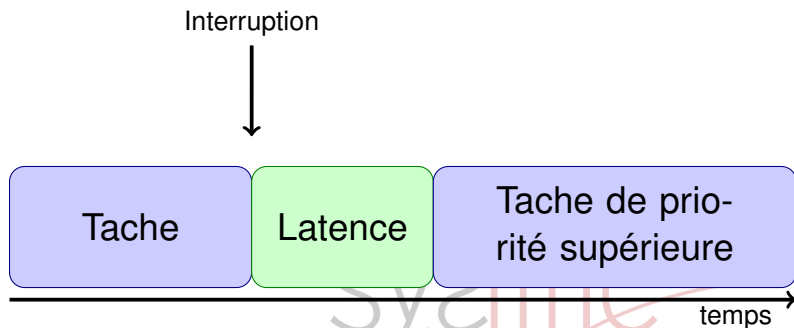 Interruption
Tache
Latence
Tache de prio-
rité supérieure
temps